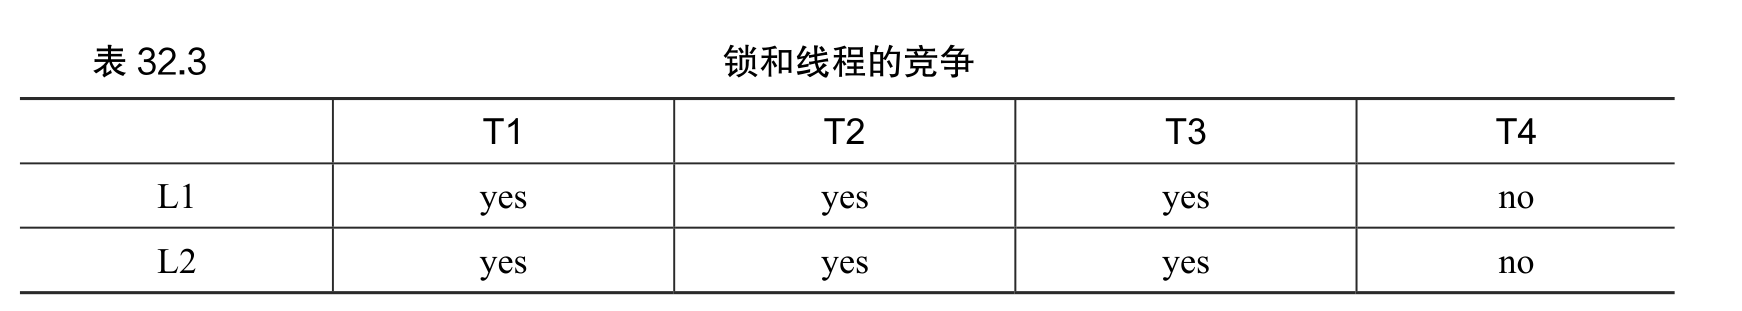 表 32.3 锁和线程的竞争
T1 T2 T3 T4
L1 yes yes yes no
L2 yes yes yes no